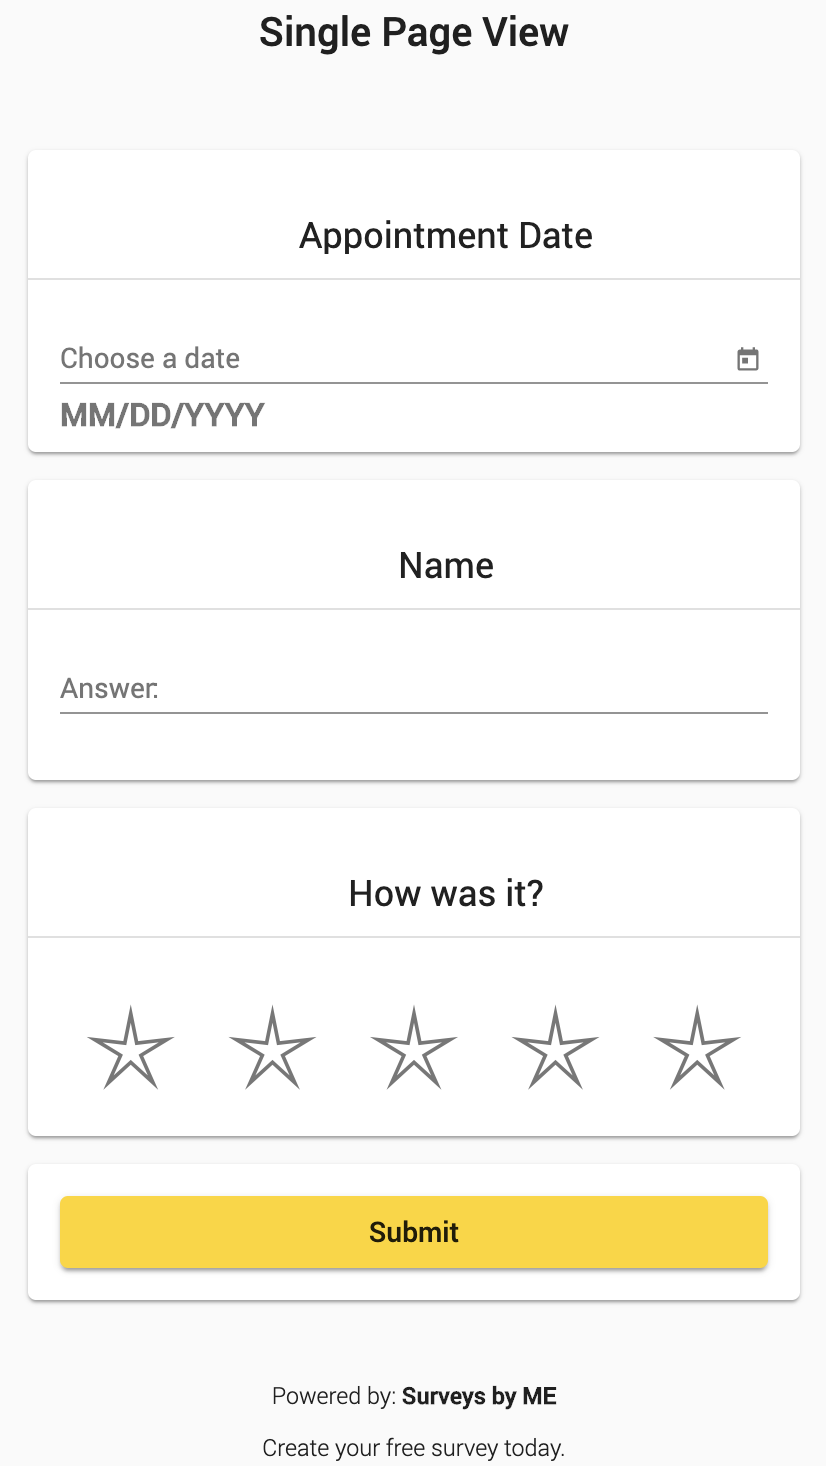 Single Page View
Appointment Date
Choose a date
MM/DD/YYYY
Name
Answer:
How was it?
Submit
Powered by: Surveys by ME
Create your free survey today.